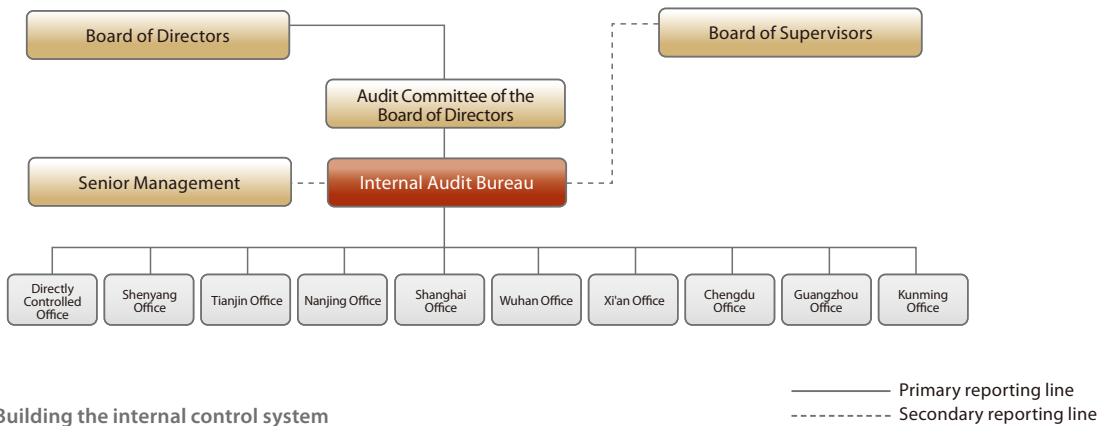 Board of Directors
Board of Supervisors
Audit Committee of the
Board of Directors
Senior Management
Internal Audit Bureau
Directly
Controlled
Office
Shenyang
Office
Tianjin Office
Nanjing Office
Shanghai
Office
Wuhan Office
Xi'an Office
Chengdu
Office
Guangzhou
Office
Kunming
Office
Primary reporting line
Secondary reporting line
Building the internal control system